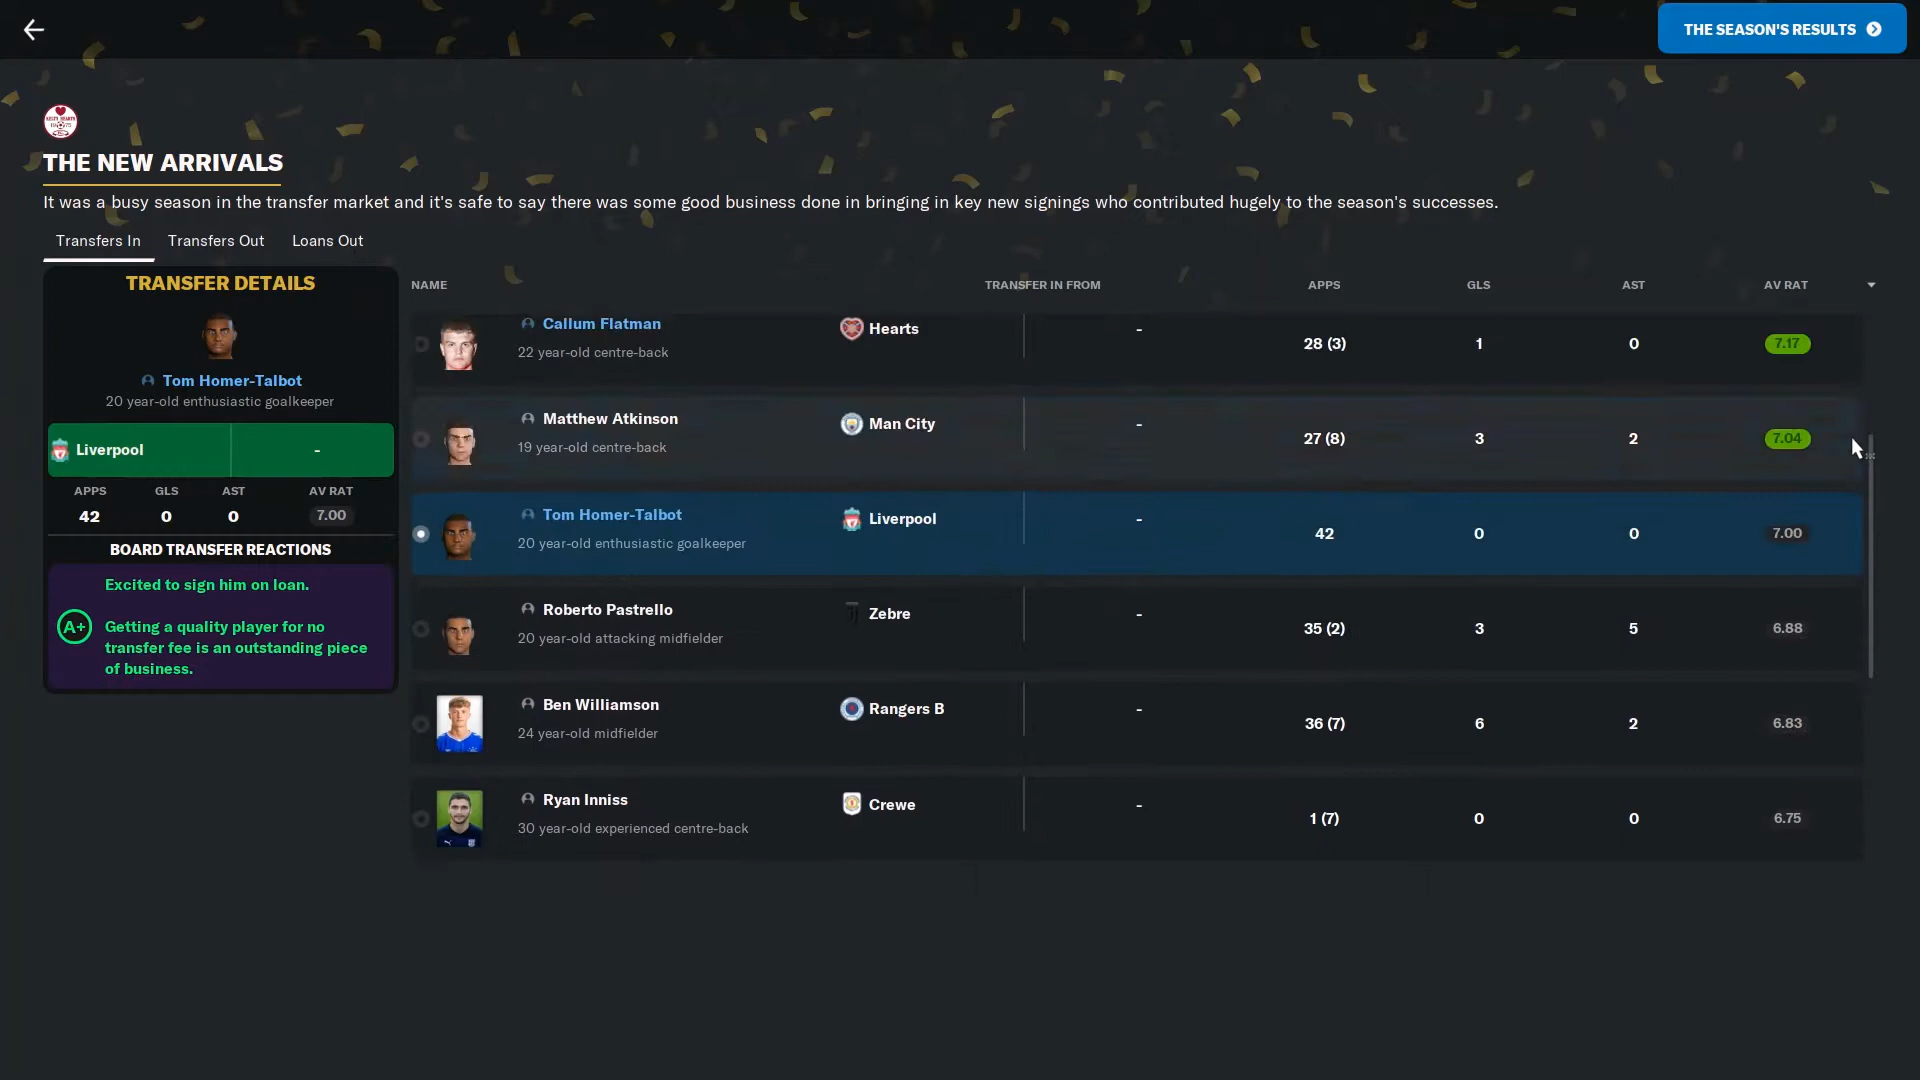 THE SEASON'S RESULTS
THE NEW ARRIVALS
It was a busy season in the transfer market and it's safe to say there was some good business done in bringing in key new signings who contributed hugely to the season's successes.
Transfers In Transfers Out Loans Out
TRANSFER DETAILS
Tom Homer-Talbot
20 year-old enthusiastic goalkeeper
Liverpool -
APPS GLS AST AV RAT
42 0 0 7.00
BOARD TRANSFER REACTIONS
Excited to sign him on loan.
A+
Getting a quality player for no
transfer fee is an outstanding piece
of business.
NAME TRANSFER IN FROM APPS GLS AST AV RAT
Callum Flatman Hearts - 28 (3) 1 0 7.17
22 year-old centre-back
Matthew Atkinson Man City - 27 (8) 3 2 7.04
19 year-old centre-back
Tom Homer-Talbot Liverpool - 42 0 0 7.00
20 year-old enthusiastic goalkeeper
Roberto Pastrello Zebre - 35 (2) 3 5 6.88
20 year-old attacking midfielder
Ben Williamson Rangers B - 36 (7) 6 2 6.83
24 year-old midfielder
Ryan Inniss Crewe - 1 (7) 0 0 6.75
30 year-old experienced centre-back